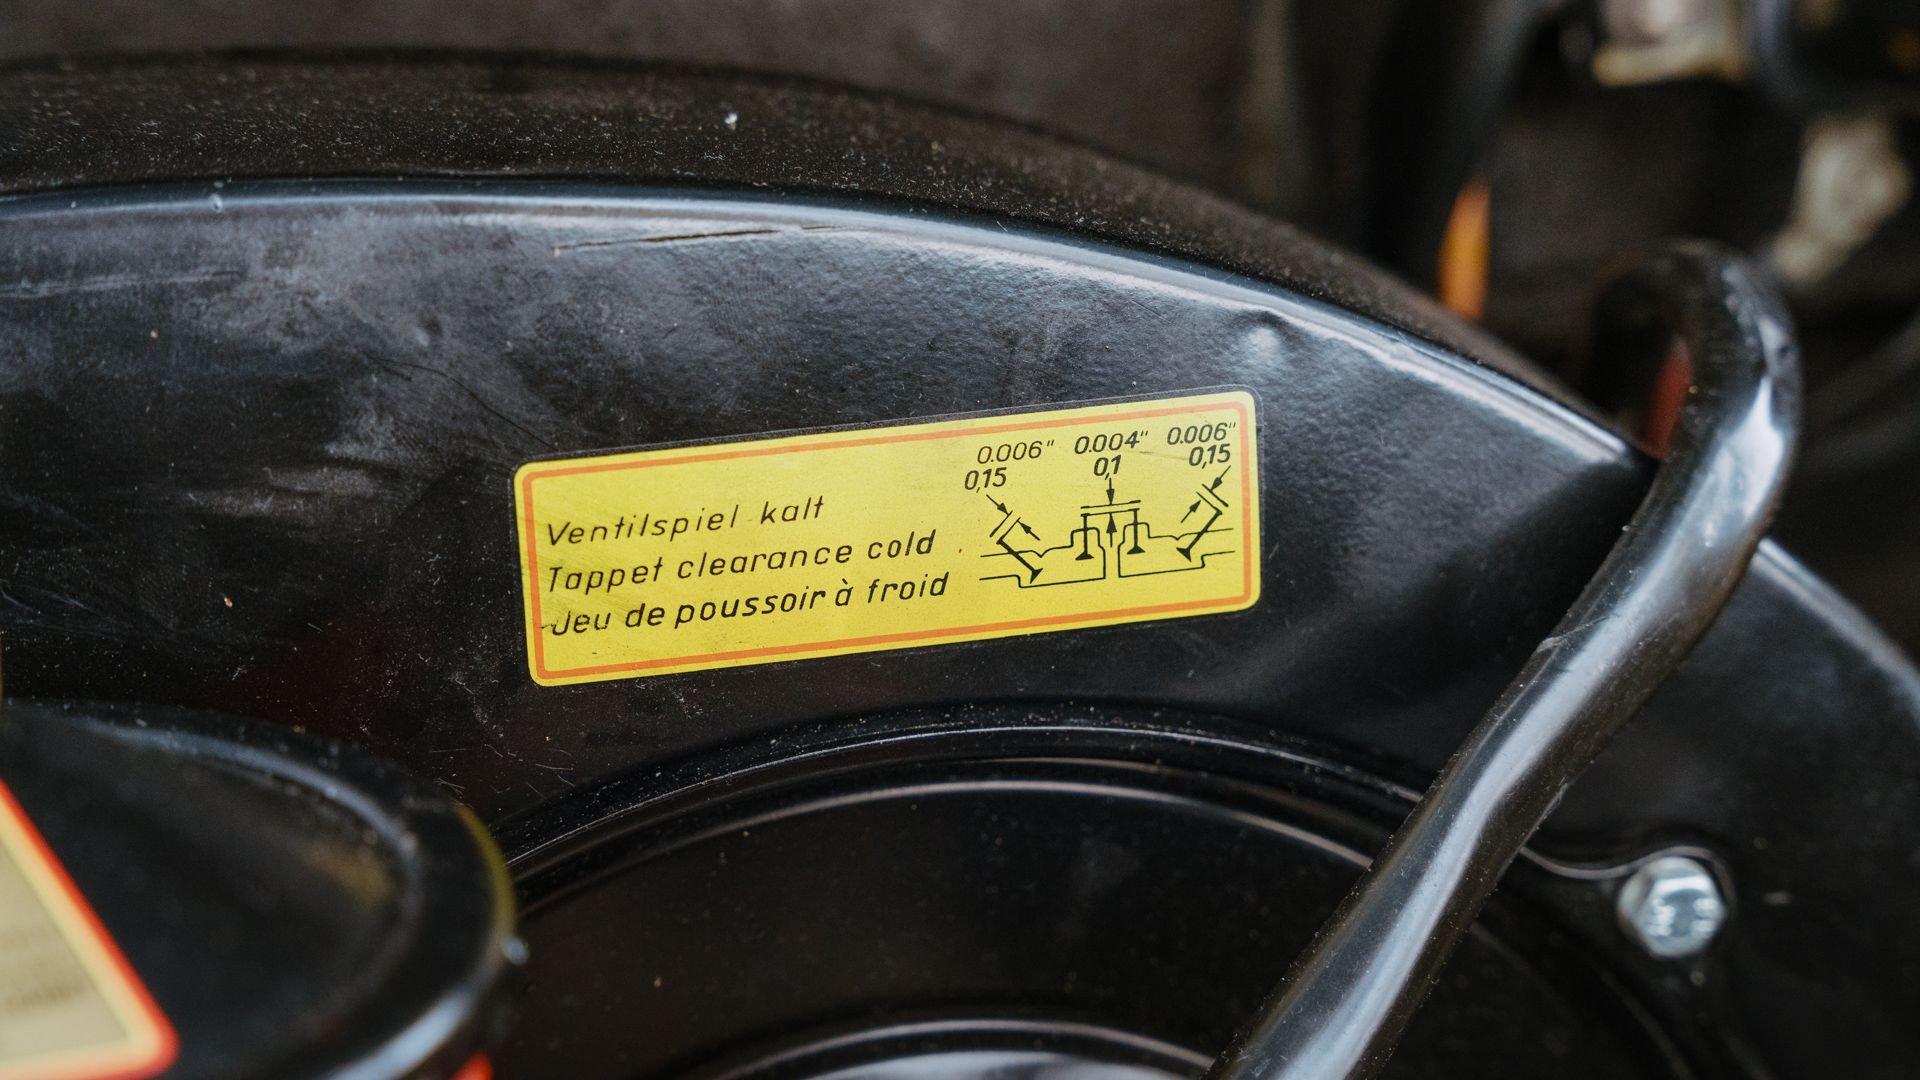 Ventilspiel kalt
Tappet clearance cold
Jeu de poussoir à froid
0.006" 0.004" 0.006"
0,15 0,1 0,15